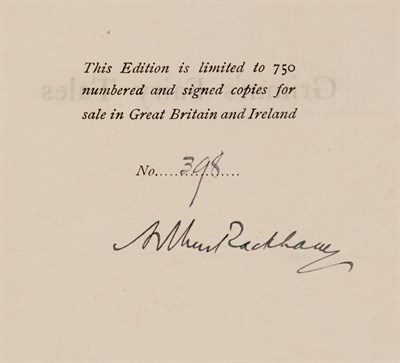 This Edition is limited to 750
numbered and signed copies for
sale in Great Britain and Ireland
No.....398......
Arthur Rackham